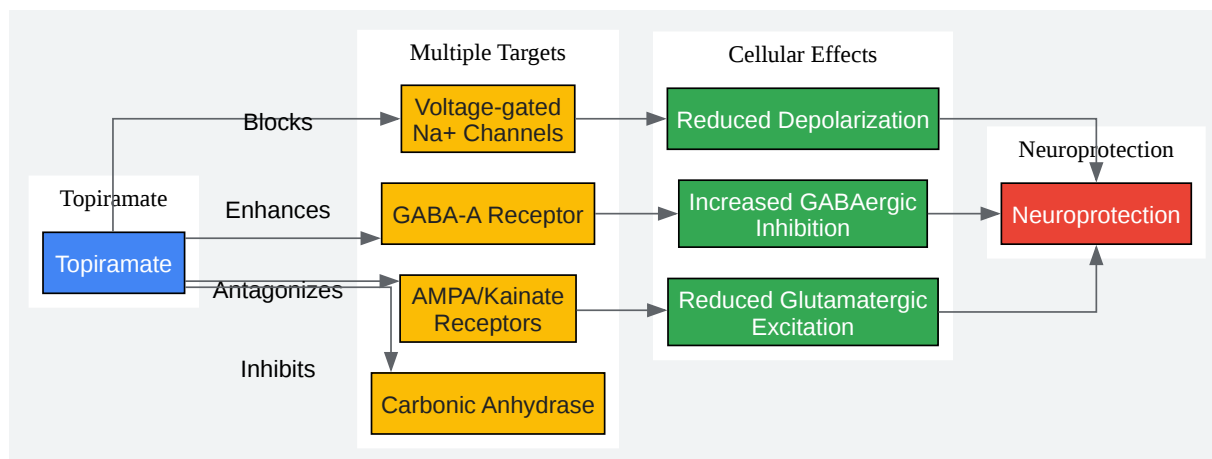 Multiple Targets
Cellular Effects
Voltage-gated
Na+ Channels
Reduced Depolarization
Blocks
Neuroprotection
Topiramate
Enhances
GABA-A Receptor
Increased GABAergic
Inhibition
Neuroprotection
Topiramate
Antagonizes
AMPA/Kainate
Receptors
Reduced Glutamatergic
Excitation
Inhibits
Carbonic Anhydrase